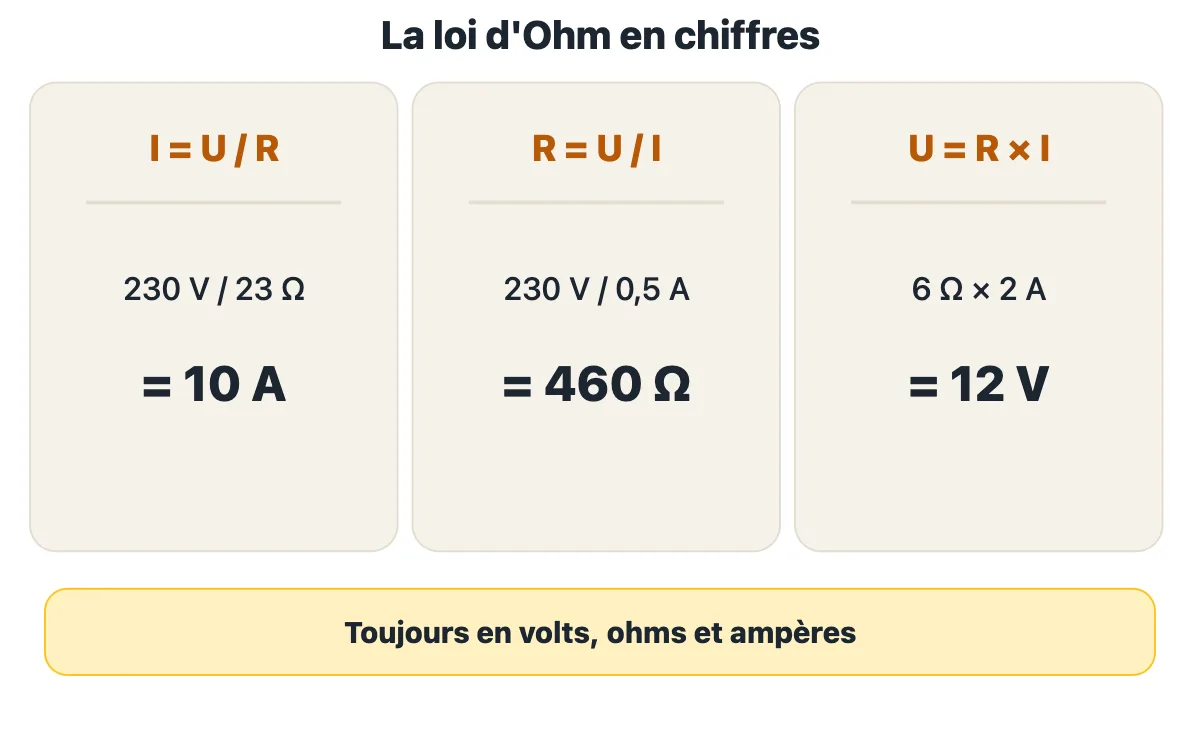 La loi d'Ohm en chiffres
I = U / R
230 V / 23 Ω
= 10 A
R = U / I
230 V / 0,5 A
= 460 Ω
U = R × I
6 Ω × 2 A
= 12 V
Toujours en volts, ohms et ampères